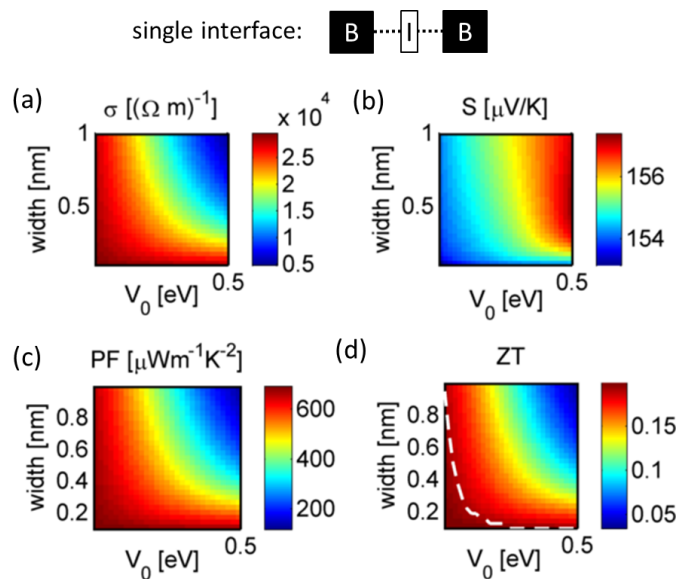 single interface: B I B
(a)
σ [(Ω m)⁻¹]
x 10⁴
1
0.5
width [nm]
V₀ [eV]
0.5
2.5
2
1.5
1
0.5
(b)
S [μV/K]
1
0.5
width [nm]
V₀ [eV]
0.5
156
154
(c)
PF [μWm⁻¹K⁻²]
0.8
0.6
0.4
0.2
width [nm]
V₀ [eV]
0.5
600
400
200
(d)
ZT
0.8
0.6
0.4
0.2
width [nm]
V₀ [eV]
0.5
0.15
0.1
0.05